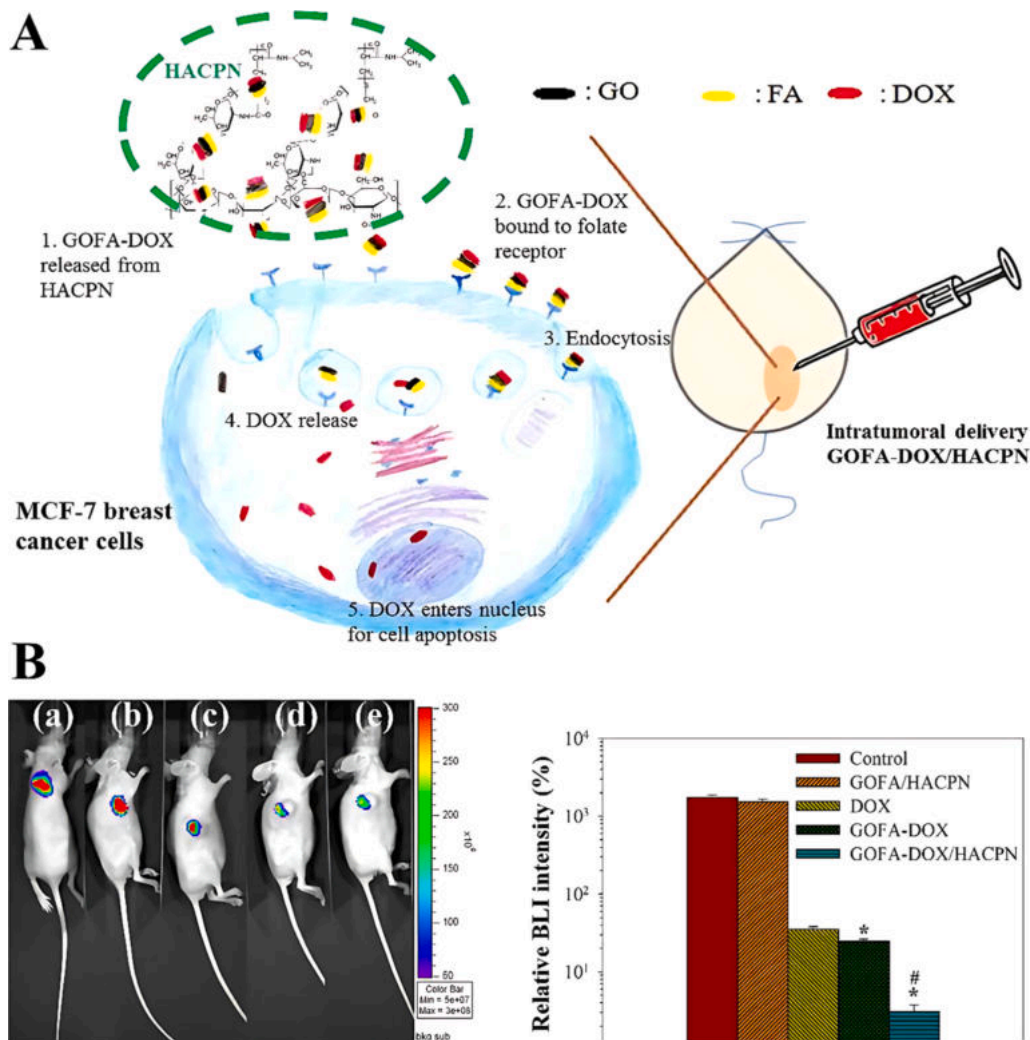 A
HACPN
: GO
: FA
: DOX
1. GOFA-DOX
released from
HACPN
2. GOFA-DOX
bound to folate
receptor
3. Endocytosis
4. DOX release
MCF-7 breast
cancer cells
5. DOX enters nucleus
for cell apoptosis
Intratumoral delivery
GOFA-DOX/HACPN
B
(a)
(b)
(c)
(d)
(e)
300
250
200
150
100
50
x10⁶
Color Bar
Min = 5e+07
Max = 3e+08
bkg sub
Relative BLI intensity (%)
10⁴
10³
10²
10¹
Control
GOFA/HACPN
DOX
GOFA-DOX
GOFA-DOX/HACPN
*
#
*